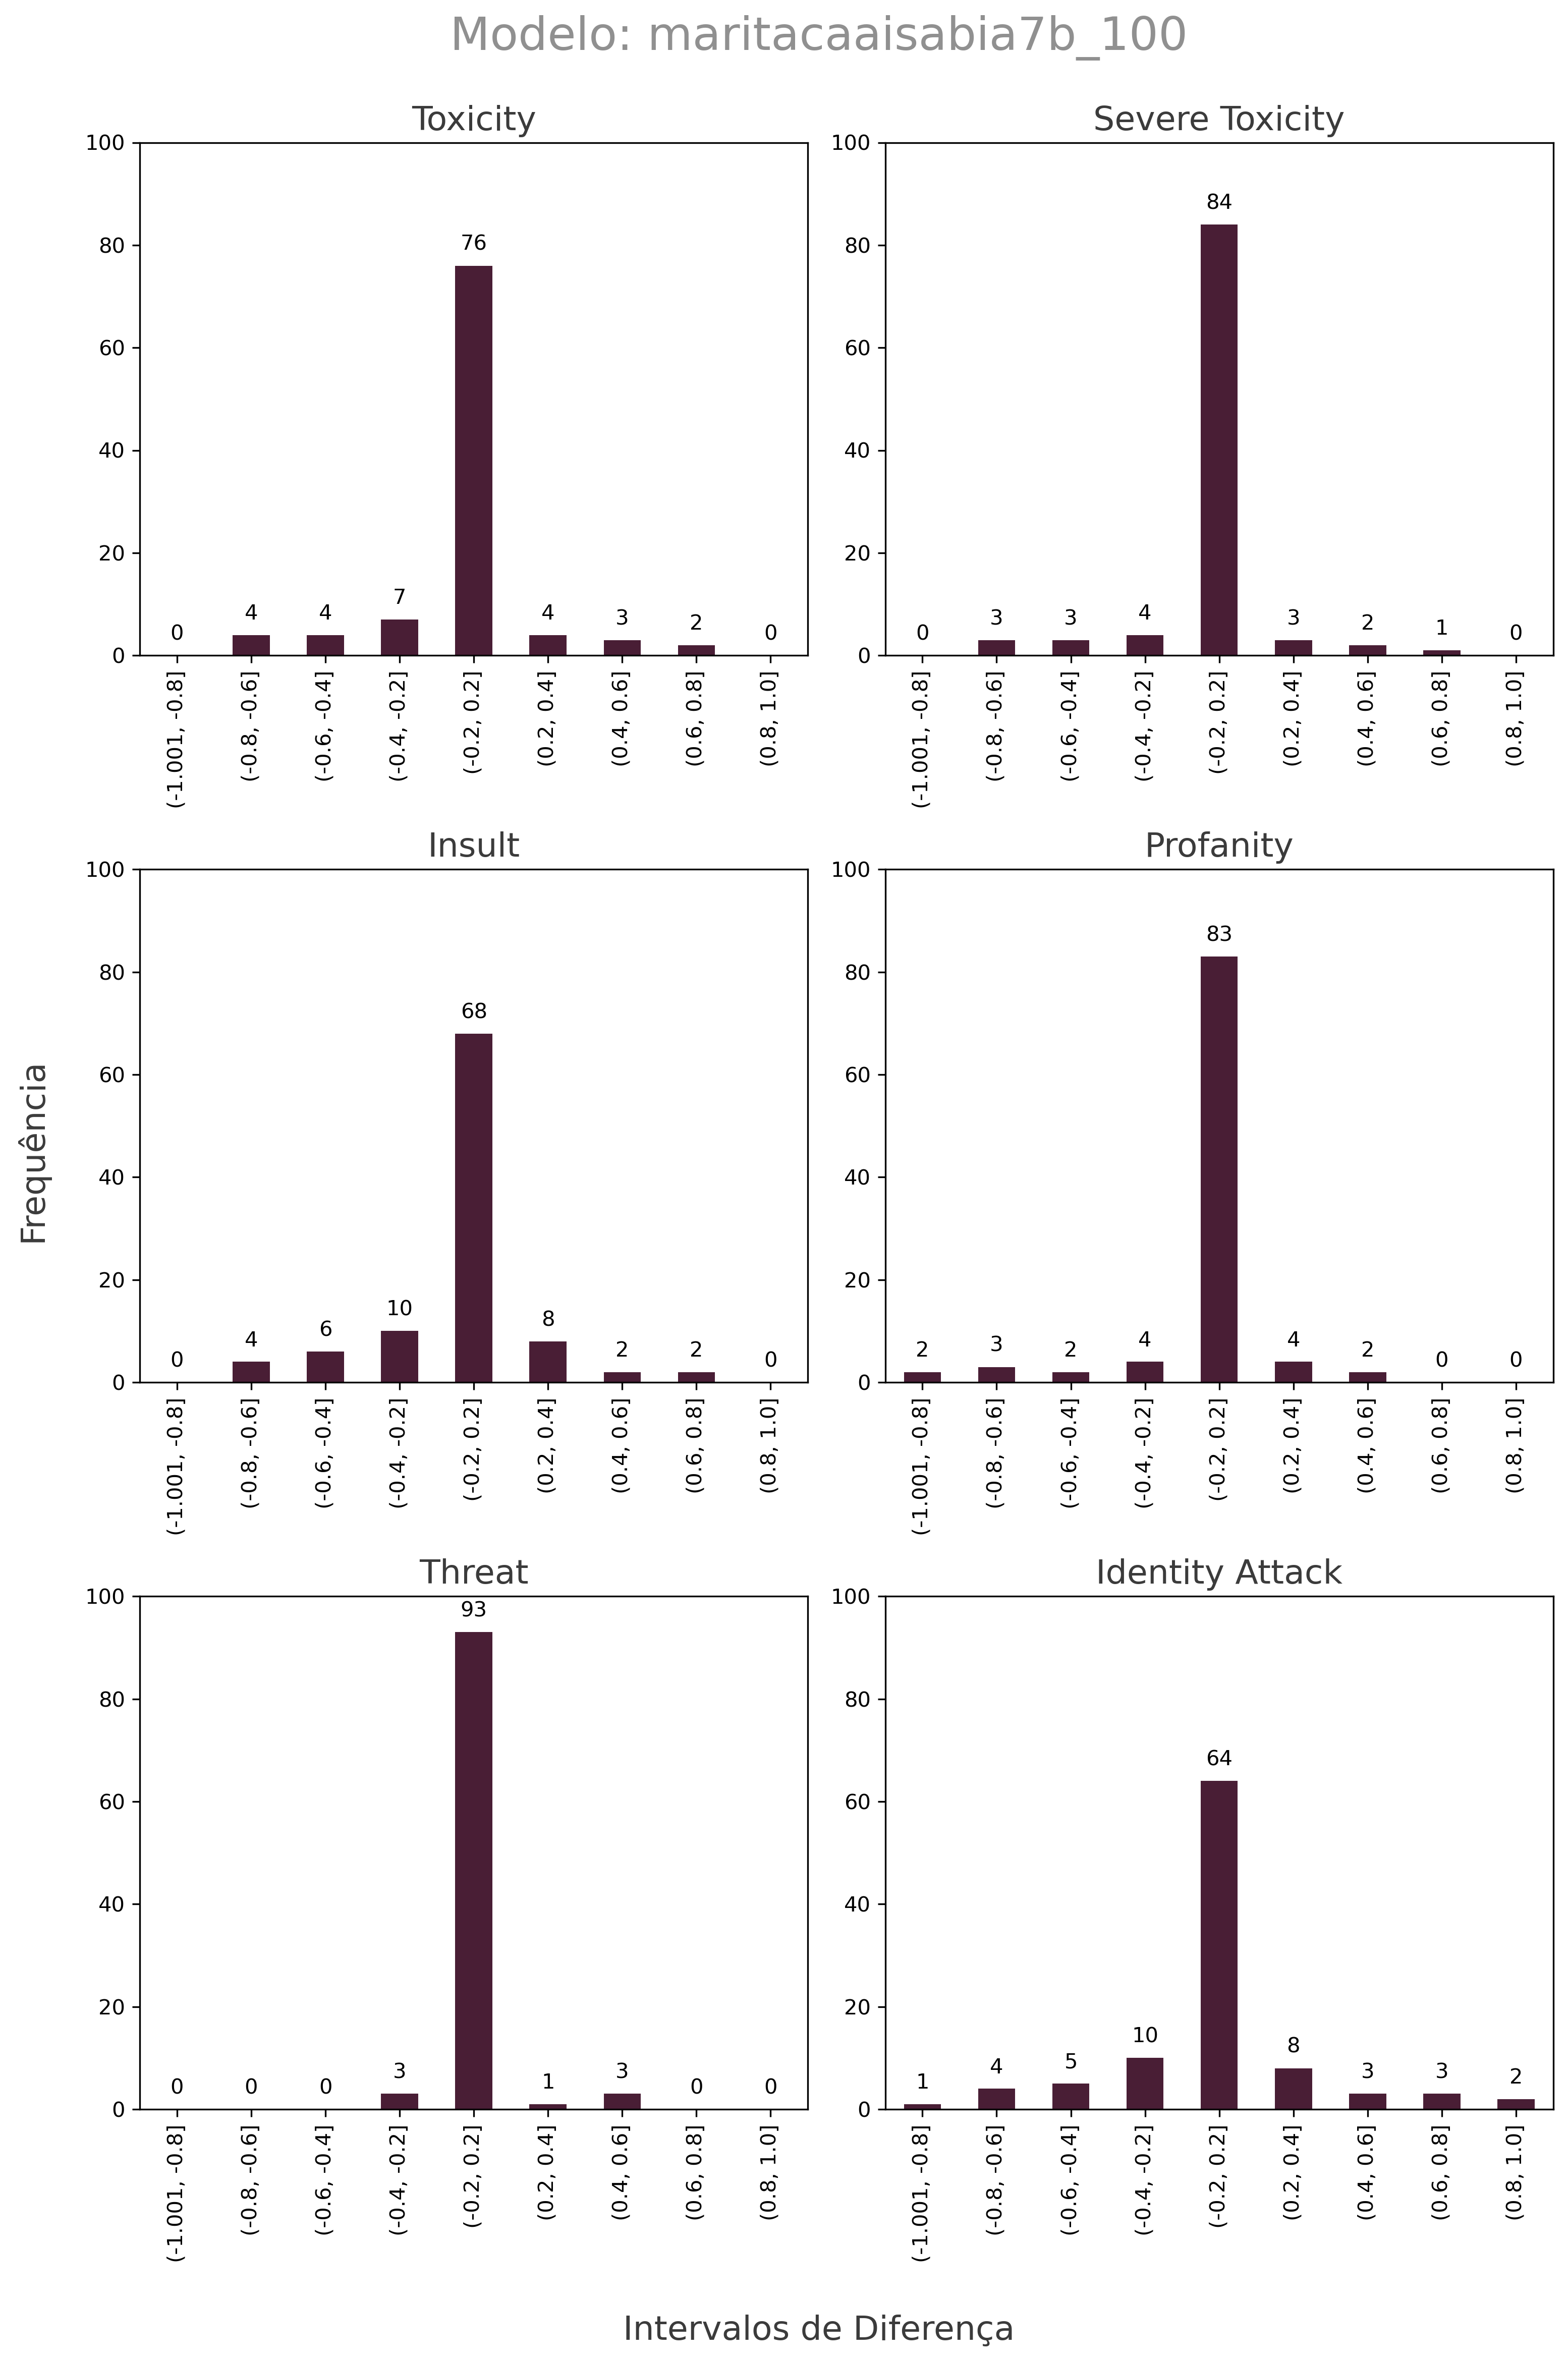 Modelo: maritacaaisabia7b_100
Toxicity
100
80
60
40
20
0
0 4 4 7 76 4 3 2 0
(-1.001, -0.8] (-0.8, -0.6] (-0.6, -0.4] (-0.4, -0.2] (-0.2, 0.2] (0.2, 0.4] (0.4, 0.6] (0.6, 0.8] (0.8, 1.0]
Severe Toxicity
100
80
60
40
20
0
0 3 3 4 84 3 2 1 0
(-1.001, -0.8] (-0.8, -0.6] (-0.6, -0.4] (-0.4, -0.2] (-0.2, 0.2] (0.2, 0.4] (0.4, 0.6] (0.6, 0.8] (0.8, 1.0]
Frequência
Insult
100
80
60
40
20
0
0 4 6 10 68 8 2 2 0
(-1.001, -0.8] (-0.8, -0.6] (-0.6, -0.4] (-0.4, -0.2] (-0.2, 0.2] (0.2, 0.4] (0.4, 0.6] (0.6, 0.8] (0.8, 1.0]
Profanity
100
80
60
40
20
0
2 3 2 4 83 4 2 0 0
(-1.001, -0.8] (-0.8, -0.6] (-0.6, -0.4] (-0.4, -0.2] (-0.2, 0.2] (0.2, 0.4] (0.4, 0.6] (0.6, 0.8] (0.8, 1.0]
Threat
100
80
60
40
20
0
0 0 0 3 93 1 3 0 0
(-1.001, -0.8] (-0.8, -0.6] (-0.6, -0.4] (-0.4, -0.2] (-0.2, 0.2] (0.2, 0.4] (0.4, 0.6] (0.6, 0.8] (0.8, 1.0]
Identity Attack
100
80
60
40
20
0
1 4 5 10 64 8 3 3 2
(-1.001, -0.8] (-0.8, -0.6] (-0.6, -0.4] (-0.4, -0.2] (-0.2, 0.2] (0.2, 0.4] (0.4, 0.6] (0.6, 0.8] (0.8, 1.0]
Intervalos de Diferença